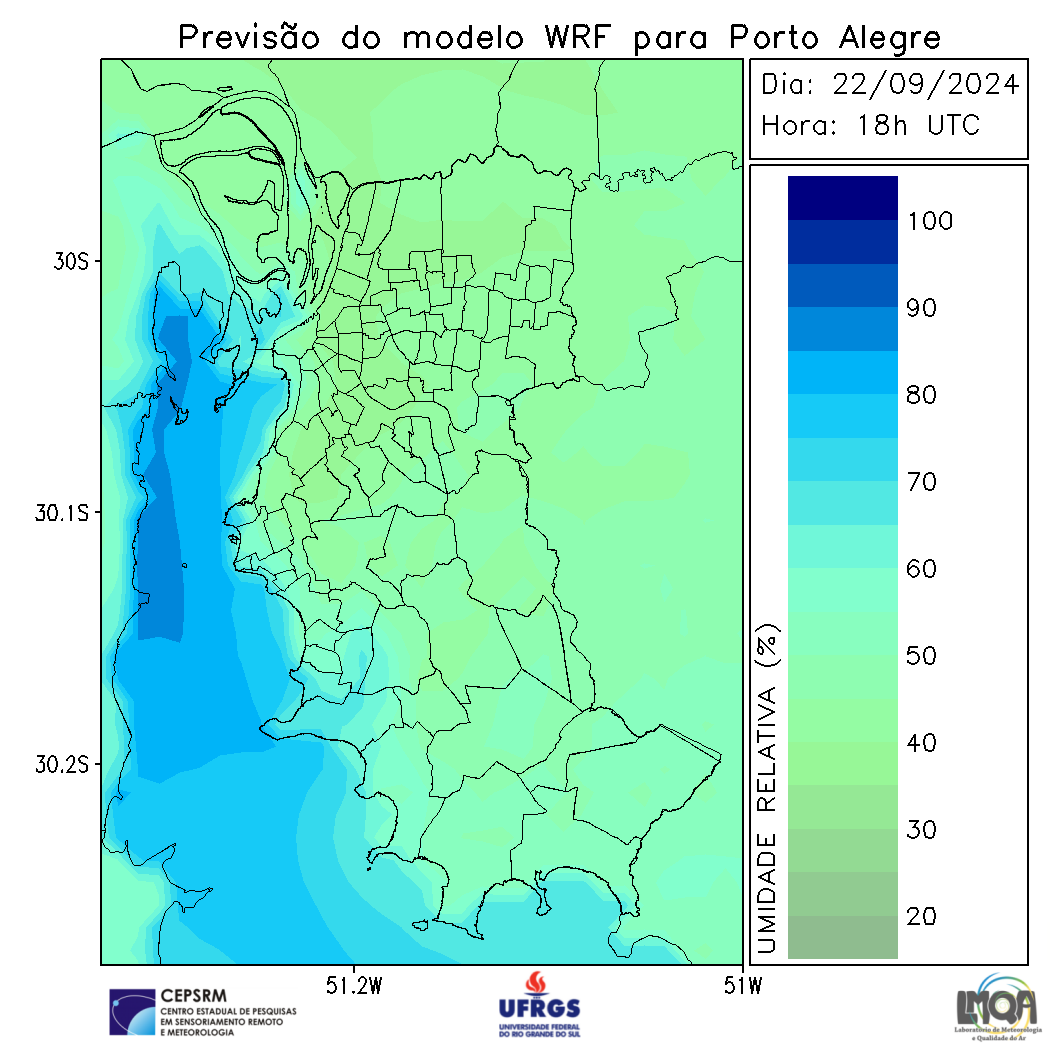 Previsão do modelo WRF para Porto Alegre
Dia: 22/09/2024
Hora: 18h UTC
30S
30.1S
30.2S
51.2W
51W
100
90
80
70
60
50
40
30
20
UMIDADE RELATIVA (%)
CEPSRM
CENTRO ESTADUAL DE PESQUISAS
EM SENSORIAMENTO REMOTO
E METEOROLOGIA
UFRGS
UNIVERSIDADE FEDERAL
DO RIO GRANDE DO SUL
LMQA
Laboratório de Meteorologia
e Qualidade do Ar